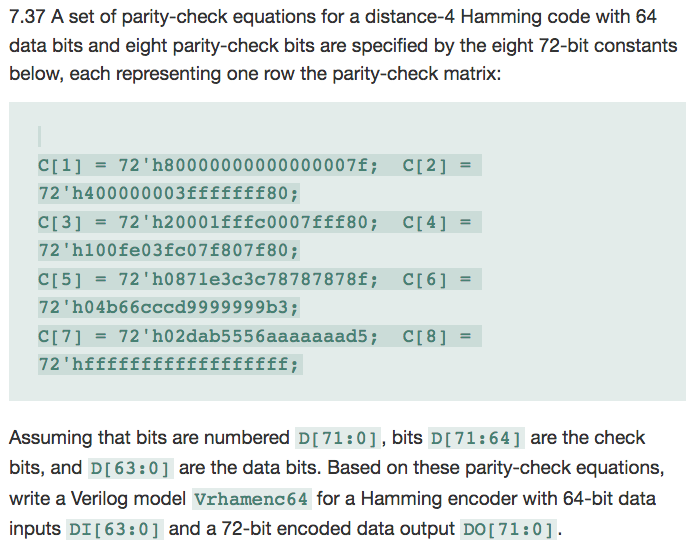 7.37 A set of parity-check equations for a distance-4 Hamming code with 64
data bits and eight parity-check bits are specified by the eight 72-bit constants
below, each representing one row the parity-check matrix:
C[1] = 72'h80000000000000007f; C[2] =
72'h400000003fffffff80;
C[3] = 72'h20001fffc0007fff80; C[4] =
72'h100fe03fc07f807f80;
C[5] = 72'h0871e3c3c78787878f; C[6] =
72'h04b66cccd9999999b3;
C[7] = 72'h02dab5556aaaaaaad5; C[8] =
72'hffffffffffffffffff;
Assuming that bits are numbered D[71:0], bits D[71:64] are the check
bits, and D[63:0] are the data bits. Based on these parity-check equations,
write a Verilog model Vrhamenc64 for a Hamming encoder with 64-bit data
inputs DI[63:0] and a 72-bit encoded data output DO[71:0].